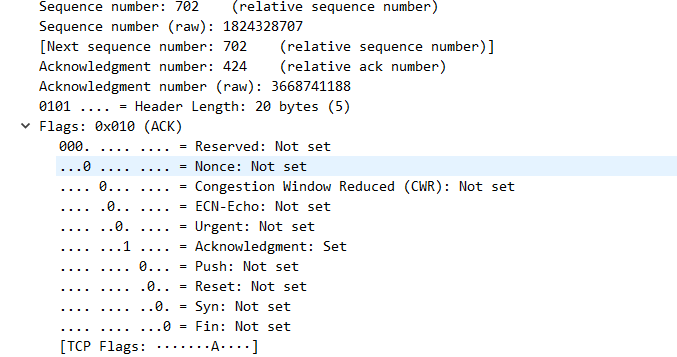 Sequence number: 702    (relative sequence number)
Sequence number (raw): 1824328707
[Next sequence number: 702    (relative sequence number)]
Acknowledgment number: 424    (relative ack number)
Acknowledgment number (raw): 3668741188
0101 .... = Header Length: 20 bytes (5)
Flags: 0x010 (ACK)
000. .... .... = Reserved: Not set
...0 .... .... = Nonce: Not set
.... 0... .... = Congestion Window Reduced (CWR): Not set
.... .0.. .... = ECN-Echo: Not set
.... ..0. .... = Urgent: Not set
.... ...1 .... = Acknowledgment: Set
.... .... 0... = Push: Not set
.... .... .0.. = Reset: Not set
.... .... ..0. = Syn: Not set
.... .... ...0 = Fin: Not set
[TCP Flags: ·······A····]